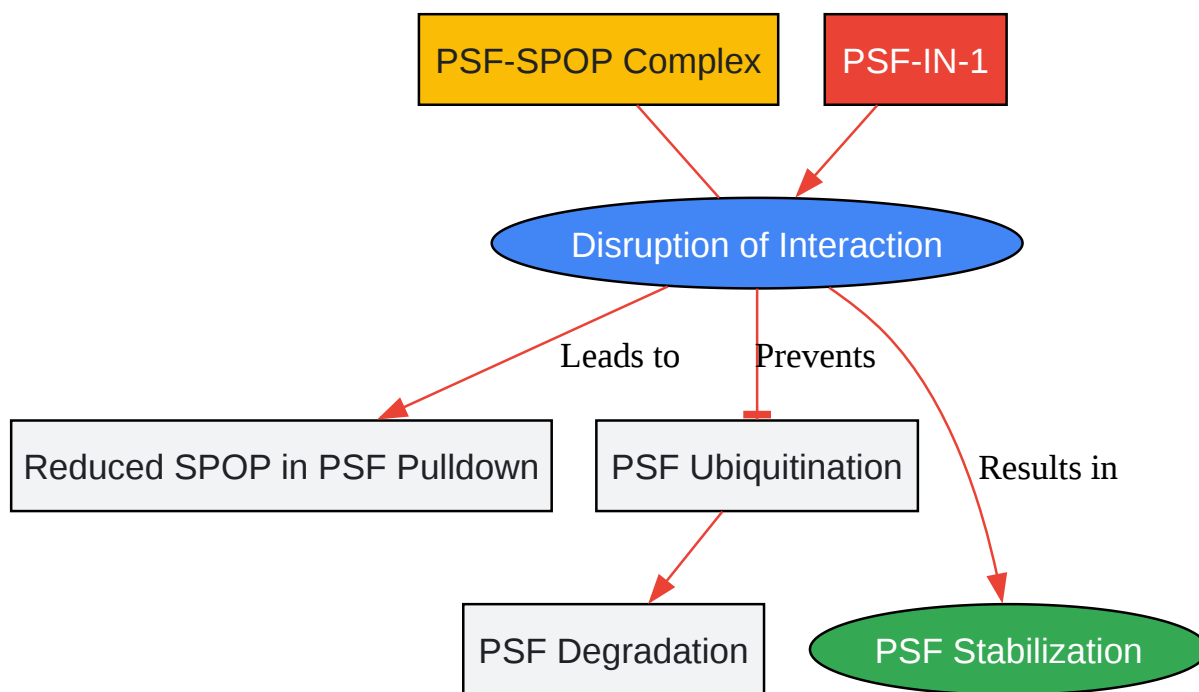 PSF-SPOP Complex
PSF-IN-1
Disruption of Interaction
Leads to
Prevents
Reduced SPOP in PSF Pulldown
PSF Ubiquitination
Results in
PSF Degradation
PSF Stabilization